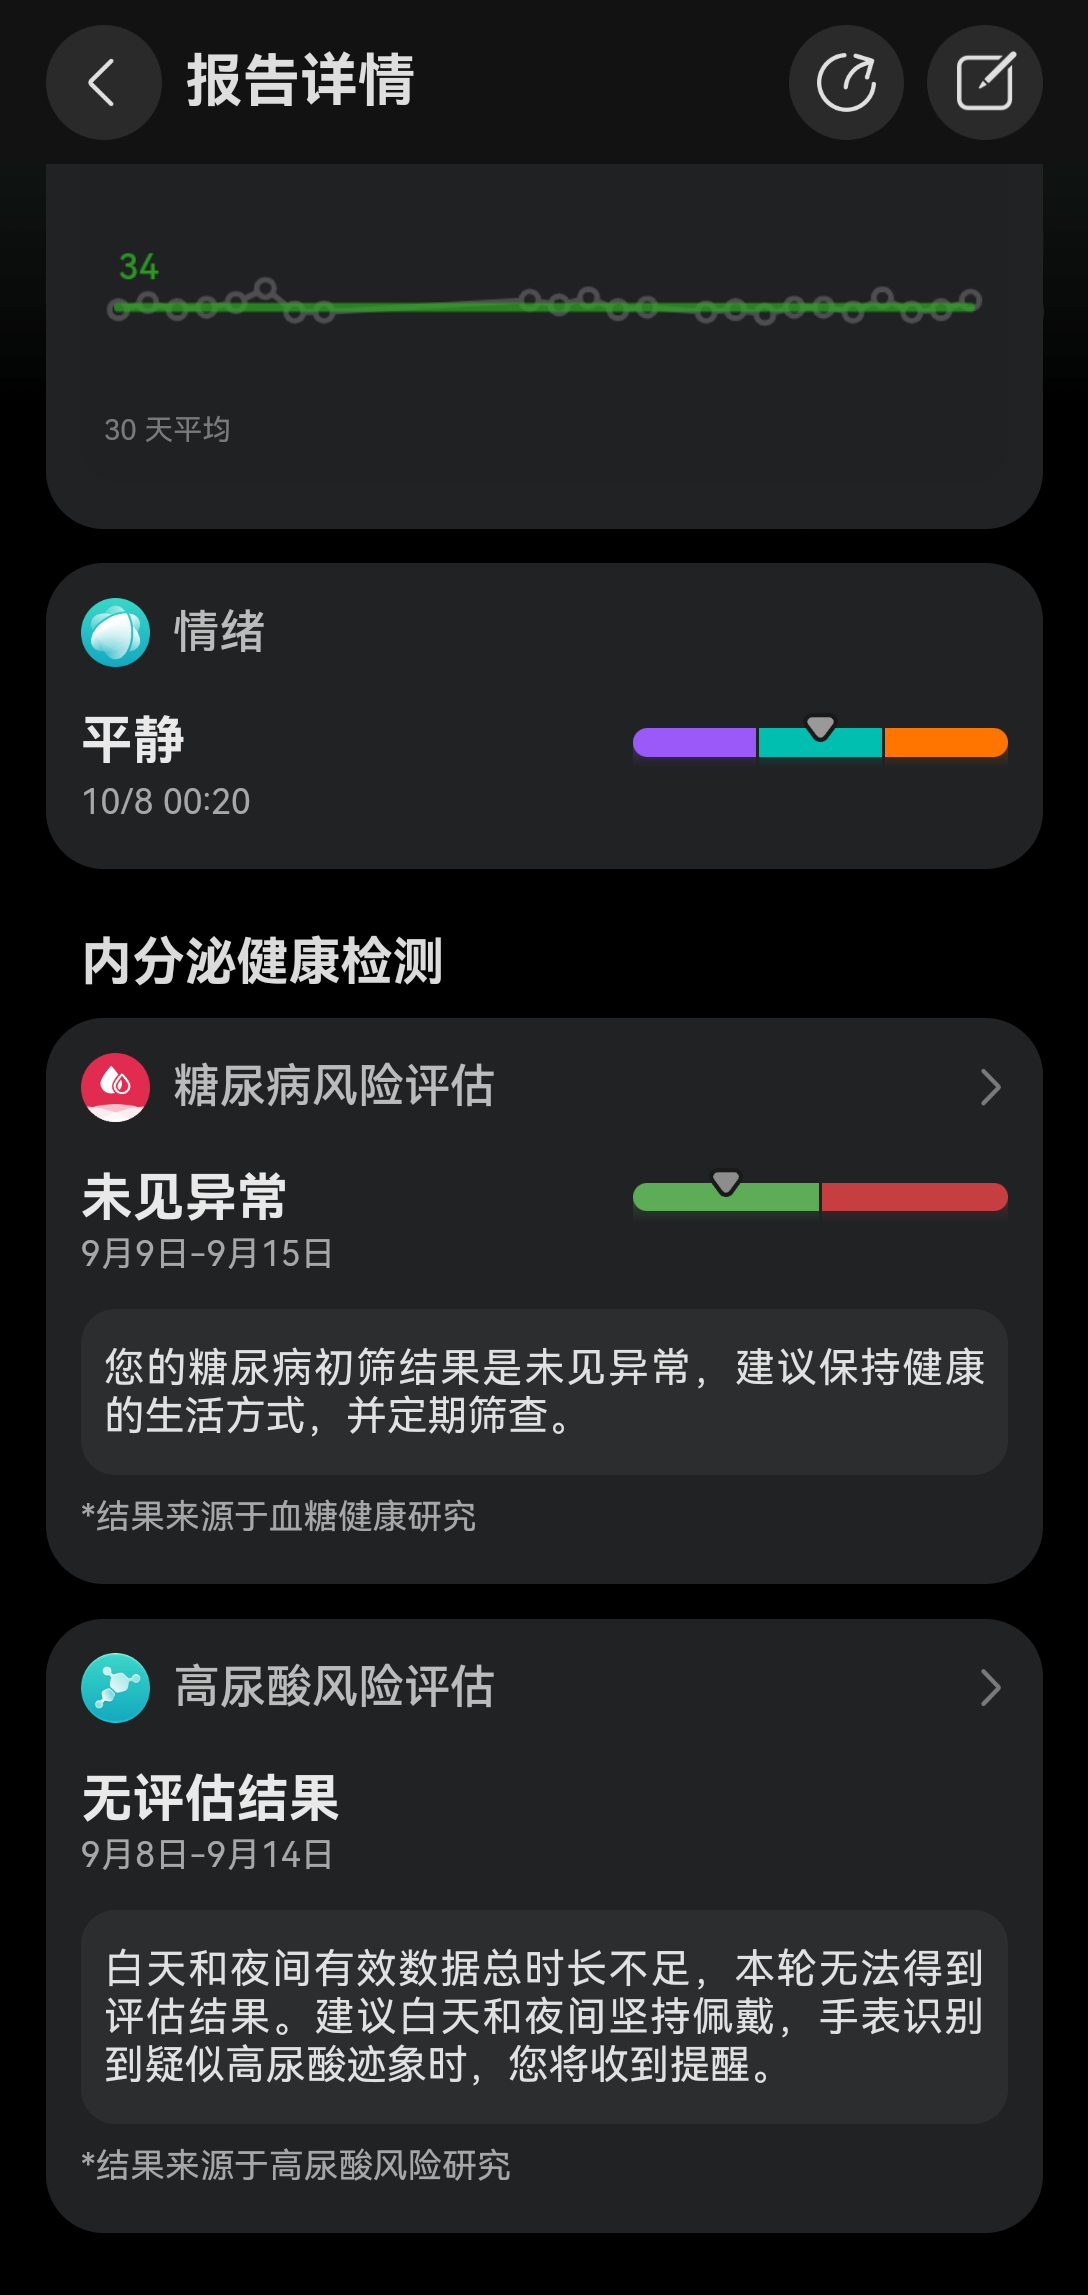 报告详情
34
30 天平均
情绪
平静
10/8 00:20
内分泌健康检测
糖尿病风险评估
未见异常
9月9日-9月15日
您的糖尿病初筛结果是未见异常，建议保持健康
的生活方式，并定期筛查。
*结果来源于血糖健康研究
高尿酸风险评估
无评估结果
9月8日-9月14日
白天和夜间有效数据总时长不足，本轮无法得到
评估结果。建议白天和夜间坚持佩戴，手表识别
到疑似高尿酸迹象时，您将收到提醒。
*结果来源于高尿酸风险研究